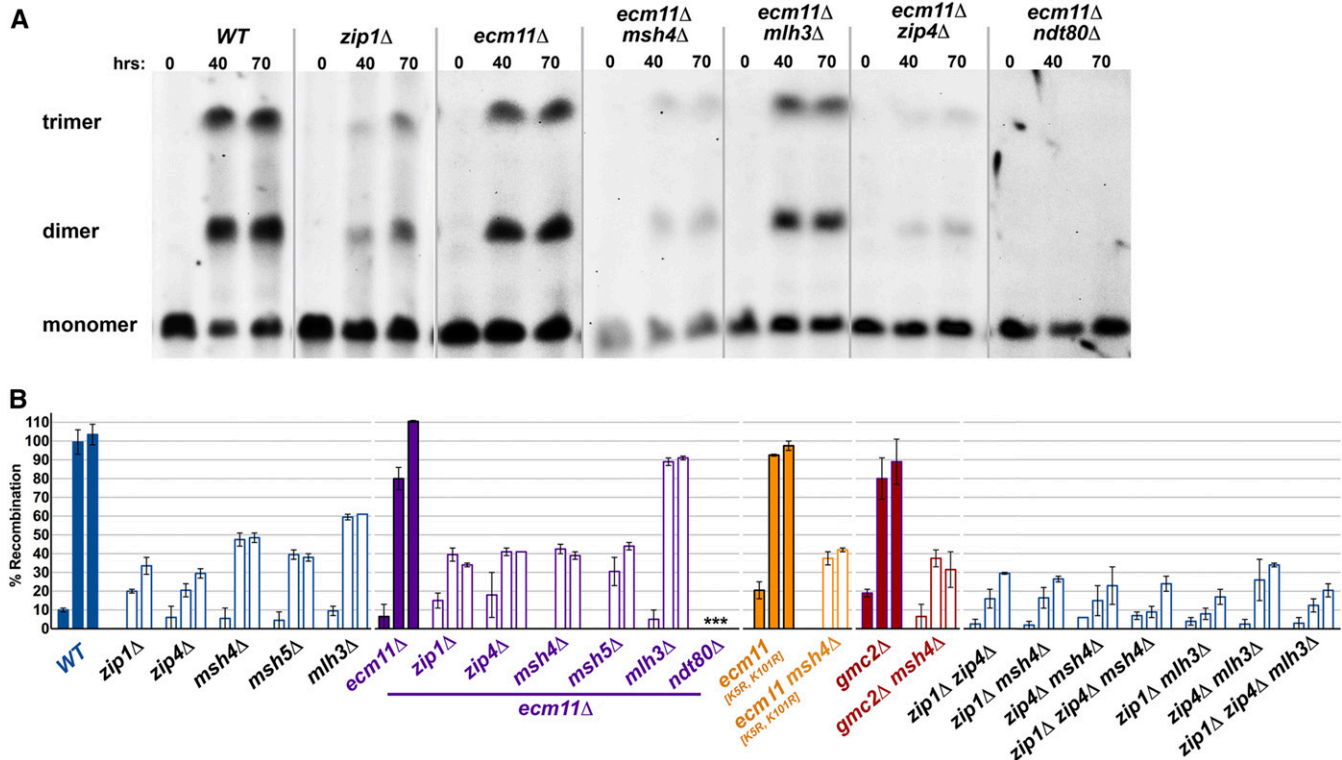 A
WT
zip1Δ
ecm11Δ
ecm11Δ
msh4Δ
ecm11Δ
mlh3Δ
ecm11Δ
zip4Δ
ecm11Δ
ndt80Δ
hrs: 0 40 70 0 40 70 0 40 70 0 40 70 0 40 70 0 40 70 0 40 70
trimer
dimer
monomer
B
% Recombination
110
100
90
80
70
60
50
40
30
20
10
0
***
WT
zip1Δ
zip4Δ
msh4Δ
msh5Δ
mlh3Δ
ecm11Δ
zip1Δ
zip4Δ
msh4Δ
msh5Δ
mlh3Δ
ndt80Δ
ecm11Δ
ecm11
[K5R, K101R]
ecm11 msh4Δ
[K5R, K101R]
gmc2Δ
gmc2Δ msh4Δ
zip1Δ zip4Δ
zip1Δ msh4Δ
zip4Δ msh4Δ
zip1Δ zip4Δ msh4Δ
zip1Δ mlh3Δ
zip4Δ mlh3Δ
zip1Δ zip4Δ mlh3Δ